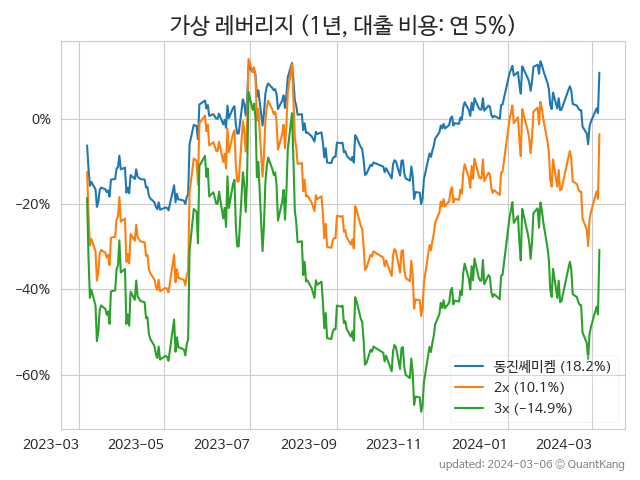 가상 레버리지 (1년, 대출 비용: 연 5%)
0%
−20%
−40%
−60%
동진쎄미켐 (18.2%)
2x (10.1%)
3x (−14.9%)
2023-03
2023-05
2023-07
2023-09
2023-11
2024-01
2024-03
updated: 2024-03-06 © QuantKang